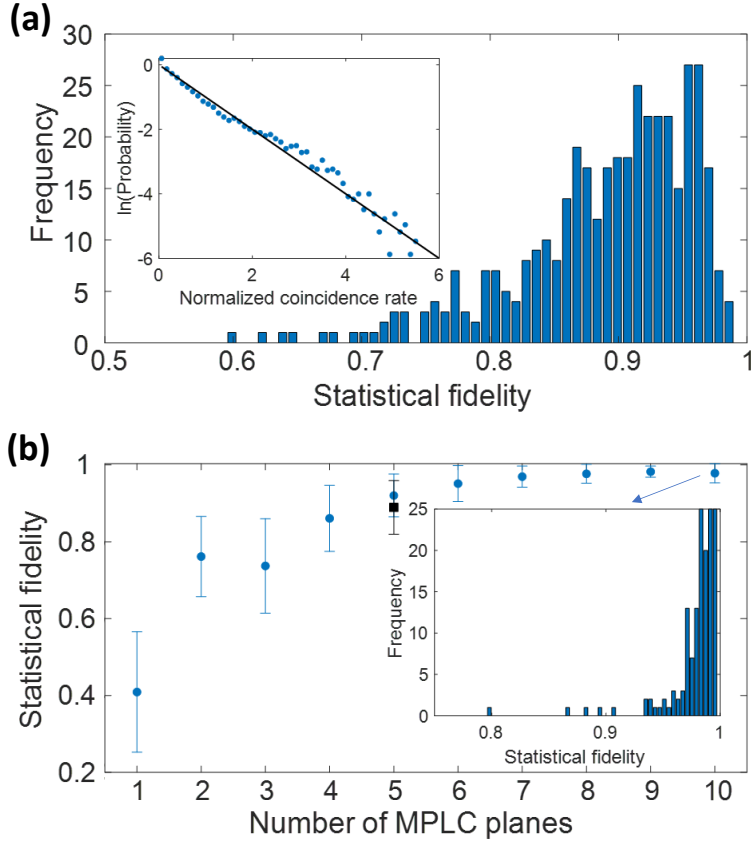 (a)
30
25
20
15
10
5
0
Frequency
0.5 0.6 0.7 0.8 0.9 1
Statistical fidelity
0
-2
-4
-6
ln(Probability)
0 2 4 6
Normalized coincidence rate
(b)
1
0.8
0.6
0.4
0.2
Statistical fidelity
1 2 3 4 5 6 7 8 9 10
Number of MPLC planes
25
20
15
10
5
0
Frequency
0.8 0.9 1
Statistical fidelity